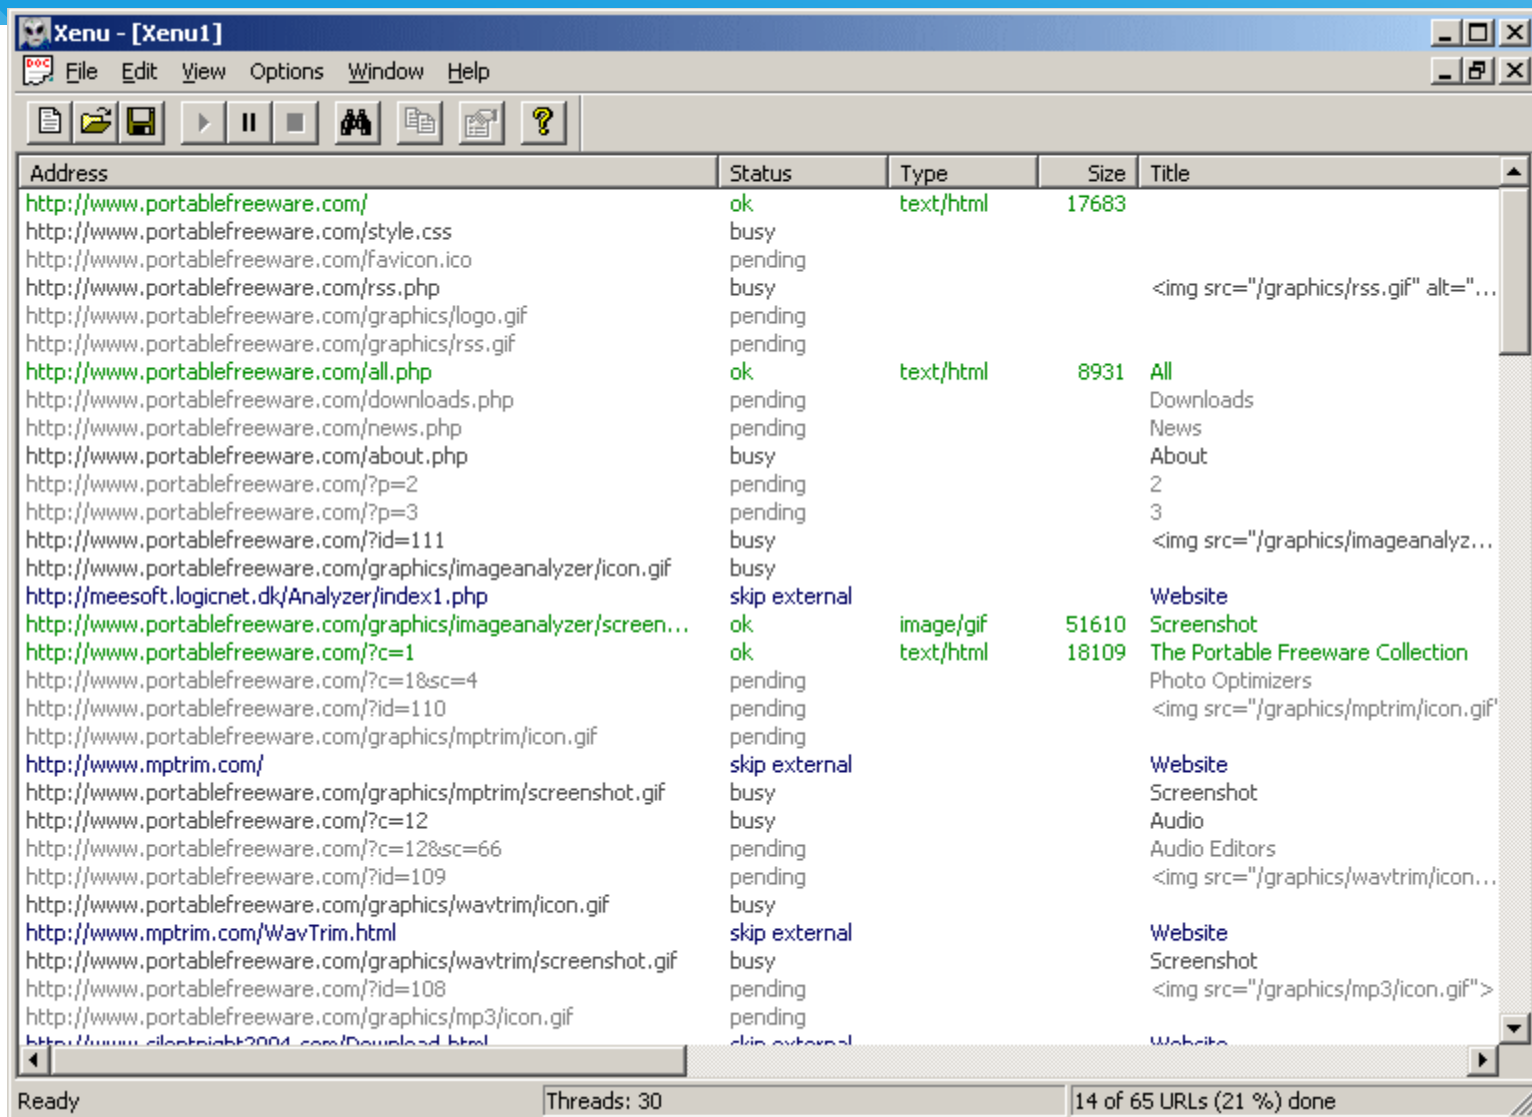 Xenu - [Xenu1]
File Edit View Options Window Help
Address Status Type Size Title
http://www.portablefreeware.com/ ok text/html 17683
http://www.portablefreeware.com/style.css busy
http://www.portablefreeware.com/favicon.ico pending
http://www.portablefreeware.com/rss.php busy <img src="/graphics/rss.gif" alt="...
http://www.portablefreeware.com/graphics/logo.gif pending
http://www.portablefreeware.com/graphics/rss.gif pending
http://www.portablefreeware.com/all.php ok text/html 8931 All
http://www.portablefreeware.com/downloads.php pending Downloads
http://www.portablefreeware.com/news.php pending News
http://www.portablefreeware.com/about.php busy About
http://www.portablefreeware.com/?p=2 pending 2
http://www.portablefreeware.com/?p=3 pending 3
http://www.portablefreeware.com/?id=111 busy <img src="/graphics/imageanalyz...
http://www.portablefreeware.com/graphics/imageanalyzer/icon.gif busy
http://meesoft.logicnet.dk/Analyzer/index1.php skip external Website
http://www.portablefreeware.com/graphics/imageanalyzer/screen... ok image/gif 51610 Screenshot
http://www.portablefreeware.com/?c=1 ok text/html 18109 The Portable Freeware Collection
http://www.portablefreeware.com/?c=1&sc=4 pending Photo Optimizers
http://www.portablefreeware.com/?id=110 pending <img src="/graphics/mptrim/icon.gif"
http://www.portablefreeware.com/graphics/mptrim/icon.gif pending
http://www.mptrim.com/ skip external Website
http://www.portablefreeware.com/graphics/mptrim/screenshot.gif busy Screenshot
http://www.portablefreeware.com/?c=12 busy Audio
http://www.portablefreeware.com/?c=12&sc=66 pending Audio Editors
http://www.portablefreeware.com/?id=109 pending <img src="/graphics/wavtrim/icon...
http://www.portablefreeware.com/graphics/wavtrim/icon.gif busy
http://www.mptrim.com/WavTrim.html skip external Website
http://www.portablefreeware.com/graphics/wavtrim/screenshot.gif busy Screenshot
http://www.portablefreeware.com/?id=108 pending <img src="/graphics/mp3/icon.gif">
http://www.portablefreeware.com/graphics/mp3/icon.gif pending
http://www.silentnight2004.com/Download.html skip external Website
Ready Threads: 30 14 of 65 URLs (21 %) done